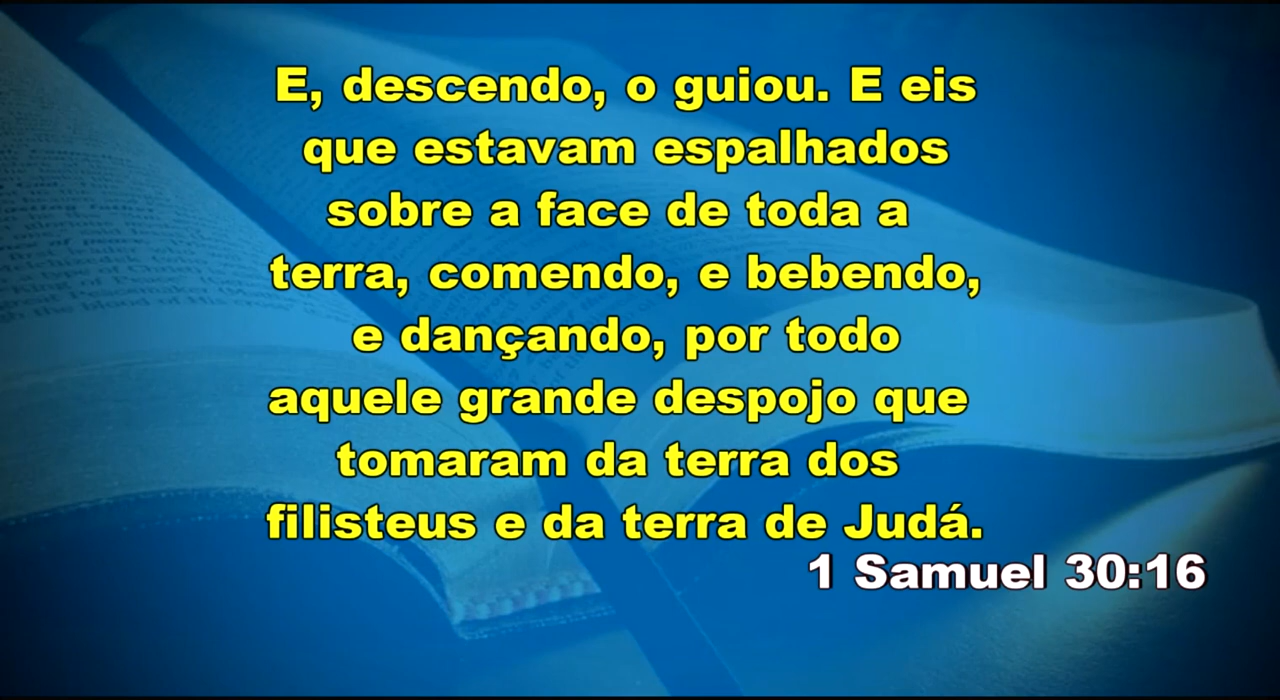 E, descendo, o guiou. E eis
que estavam espalhados
sobre a face de toda a
terra, comendo, e bebendo,
e dançando, por todo
aquele grande despojo que
tomaram da terra dos
filisteus e da terra de Judá.
1 Samuel 30:16